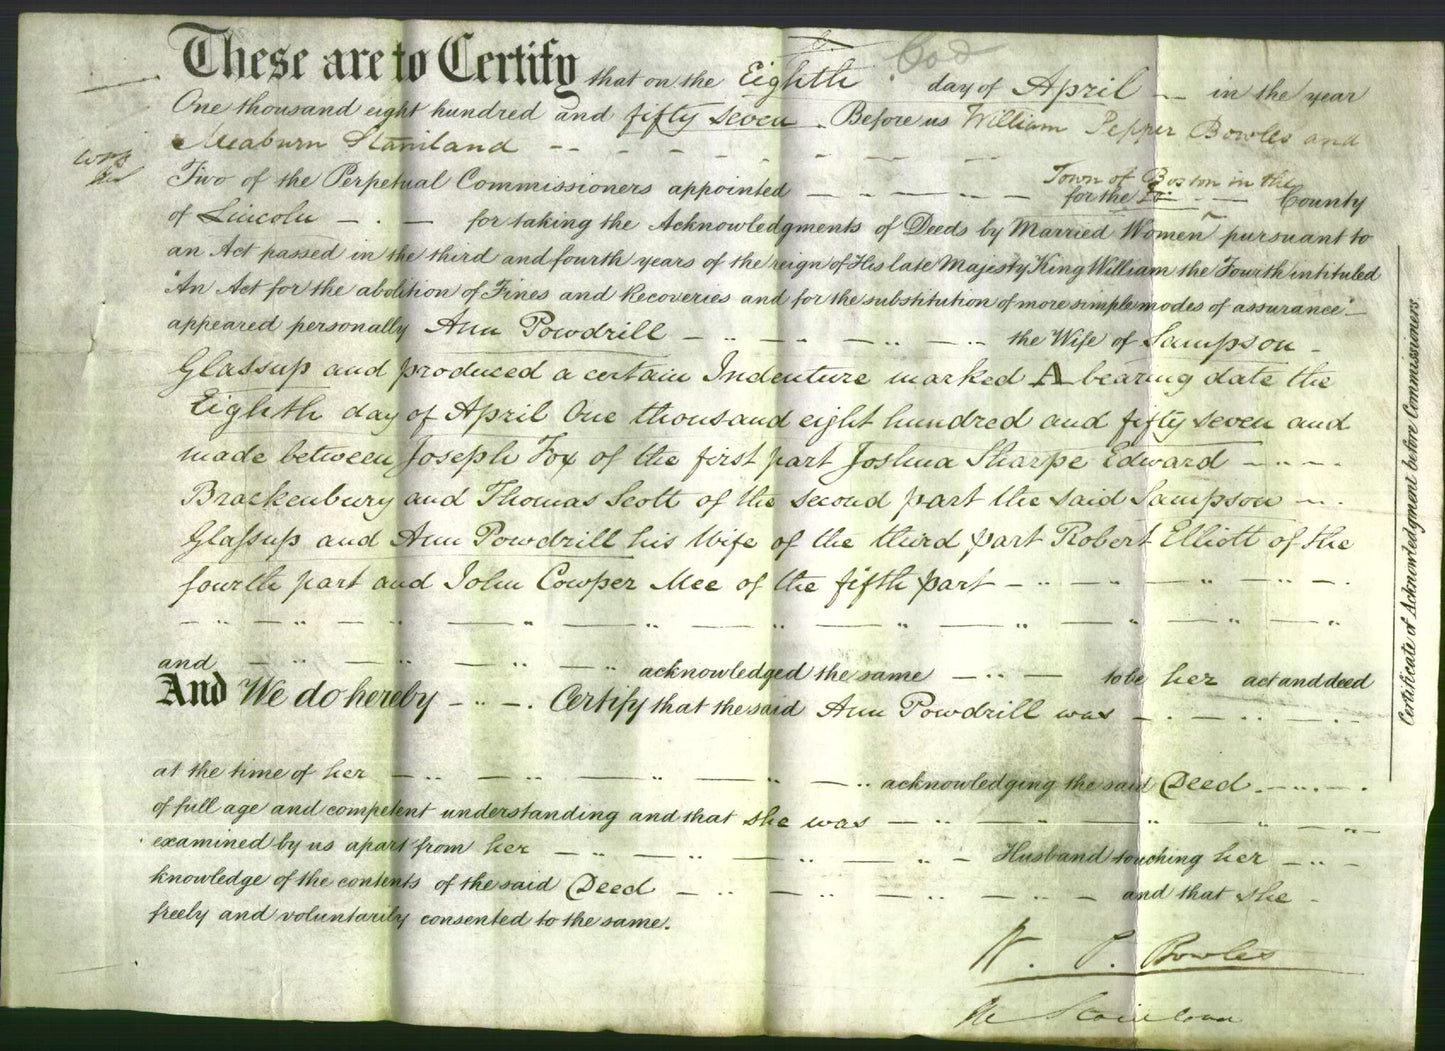 These are to Certify that on the Eighth day of April in the year
One thousand eight hundred and fifty seven Before us William Pepper Bowles and
Meaburn Staniland
Two of the Perpetual Commissioners appointed for the Town of Boston in the County
of Lincoln for taking the Acknowledgments of Deeds by Married Women pursuant to
an Act passed in the third and fourth years of the reign of His late Majesty King William the Fourth intituled
"An Act for the abolition of Fines and Recoveries and for the substitution of more simple modes of assurance"
appeared personally Ann Powdrill the Wife of Sampson
Glassup and produced a certain Indenture marked A bearing date the
Eighth day of April One thousand eight hundred and fifty seven and
made between Joseph Fox of the first part Joshua Sharpe Edward
Brackenbury and Thomas Scott of the second part the said Sampson
Glassup and Ann Powdrill his Wife of the third part Robert Elliott of the
fourth part and John Cowper Mee of the fifth part
and acknowledged the same to be her act and deed
And We do hereby Certify that the said Ann Powdrill was
at the time of her acknowledging the said Deed
of full age and competent understanding and that she was
examined by us apart from her Husband touching her
knowledge of the contents of the said Deed and that she
freely and voluntarily consented to the same.
W. P. Bowles
M Staniland
Certificate of Acknowledgment before Commissioners.